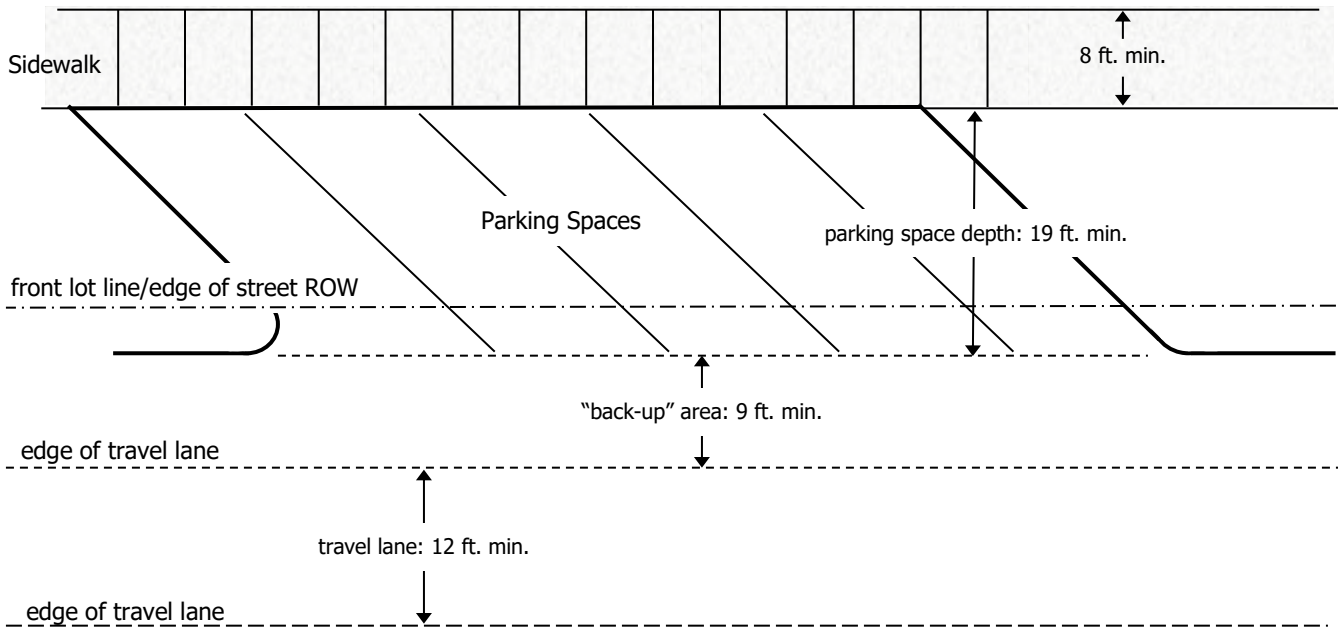 8 ft. min.
Sidewalk
Parking Spaces
parking space depth: 19 ft. min.
front lot line/edge of street ROW
“back-up” area: 9 ft. min.
edge of travel lane
travel lane: 12 ft. min.
edge of travel lane